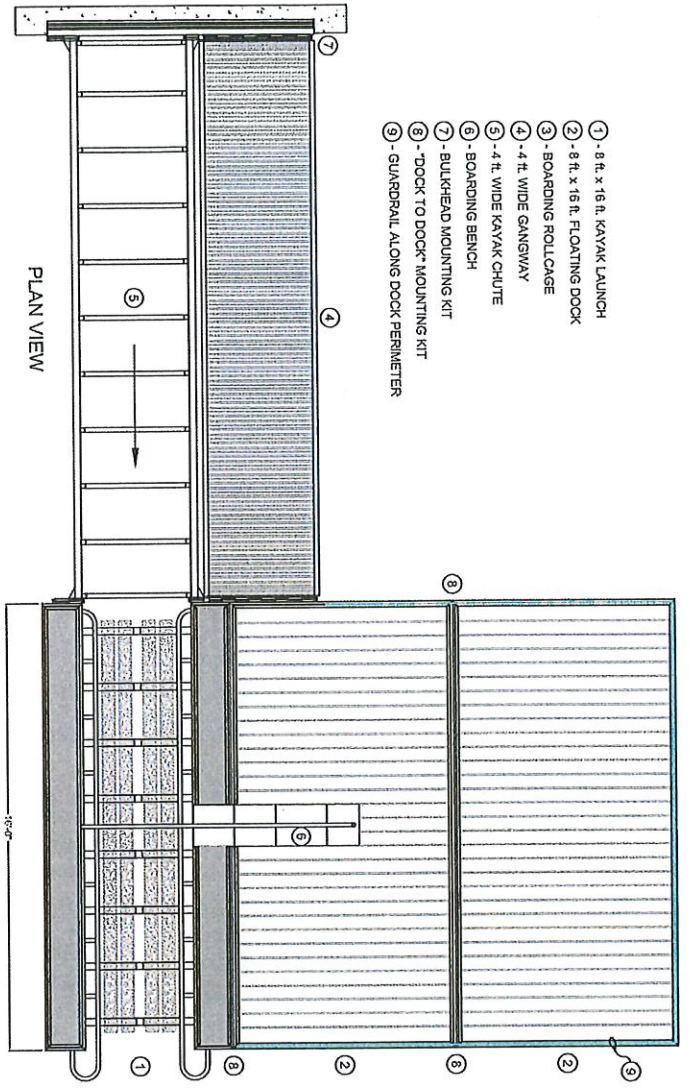 ① - 8 ft. x 16 ft. KAYAK LAUNCH
② - 8 ft. x 16 ft. FLOATING DOCK
③ - BOARDING ROLLCAGE
④ - 4 ft. WIDE GANGWAY
⑤ - 4 ft. WIDE KAYAK CHUTE
⑥ - BOARDING BENCH
⑦ - BULKHEAD MOUNTING KIT
⑧ - "DOCK TO DOCK" MOUNTING KIT
⑨ - GUARDRAIL ALONG DOCK PERIMETER
⑦
④
⑤
⑧
⑨
②
⑧
②
⑥
⑧
①
16'-0"
PLAN VIEW